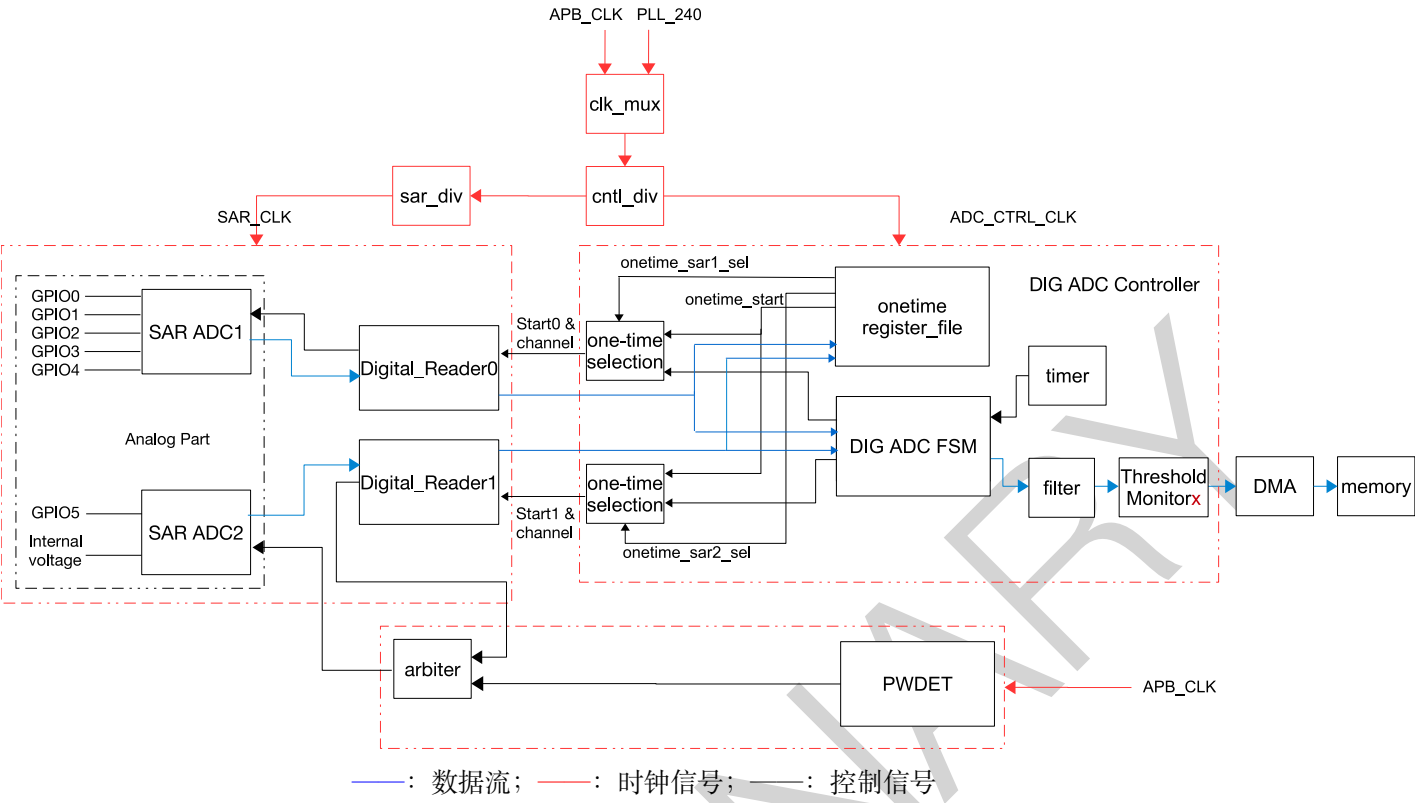 APB_CLK PLL_240
clk_mux
sar_div
cntl_div
SAR_CLK
ADC_CTRL_CLK
onetime_sar1_sel
DIG ADC Controller
GPIO0
GPIO1
GPIO2
GPIO3
GPIO4
SAR ADC1
onetime_start
onetime
register_file
Start0 &
channel
one-time
selection
Digital_Reader0
timer
Analog Part
DIG ADC FSM
Digital_Reader1
one-time
selection
filter
Threshold
Monitorx
DMA
memory
GPIO5
Internal
voltage
SAR ADC2
Start1 &
channel
onetime_sar2_sel
arbiter
PWDET
APB_CLK
——：数据流；——：时钟信号；——：控制信号